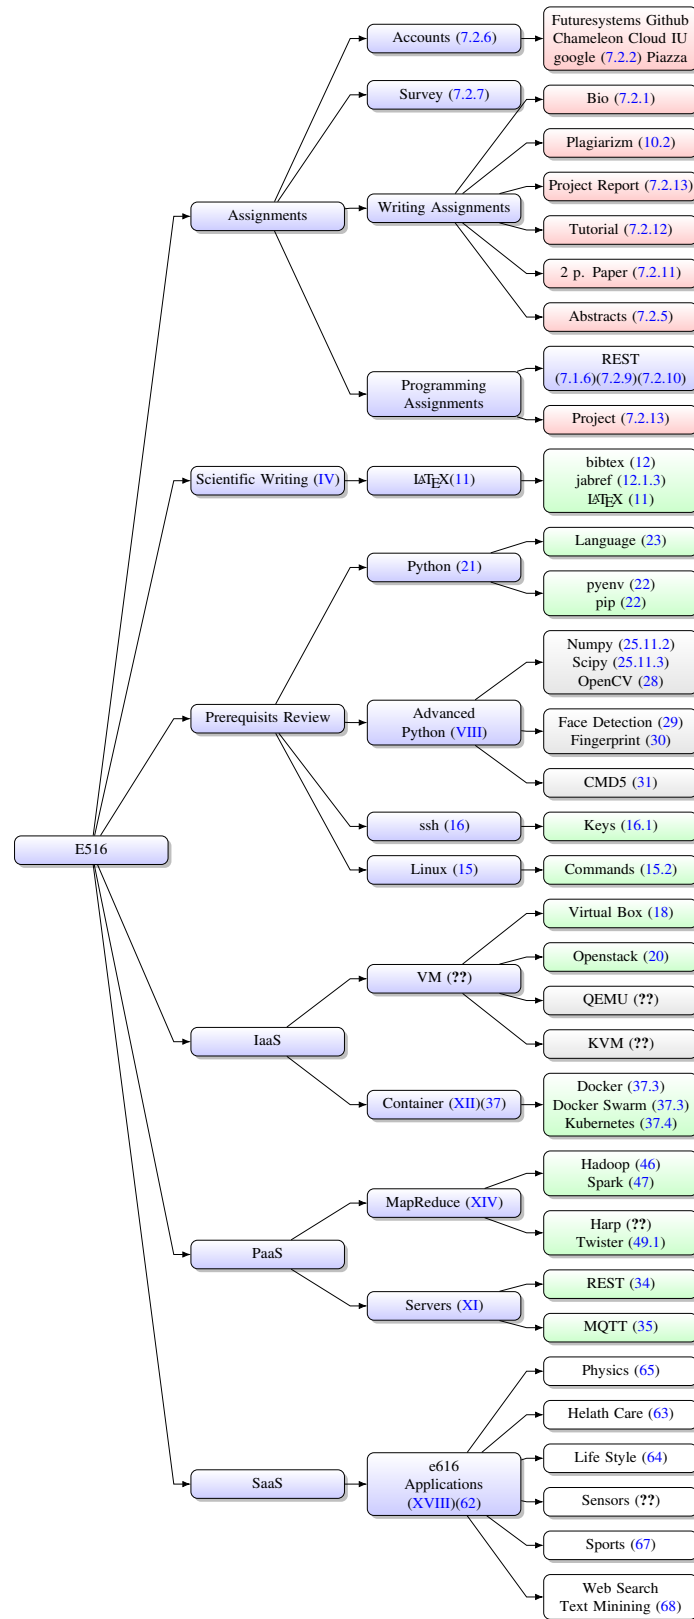 E516
Assignments
Accounts (7.2.6)
Futuresystems Github
Chameleon Cloud IU
google (7.2.2) Piazza
Survey (7.2.7)
Writing Assignments
Bio (7.2.1)
Plagiarizm (10.2)
Project Report (7.2.13)
Tutorial (7.2.12)
2 p. Paper (7.2.11)
Abstracts (7.2.5)
Programming
Assignments
REST
(7.1.6)(7.2.9)(7.2.10)
Project (7.2.13)
Scientific Writing (IV)
LATEX(11)
bibtex (12)
jabref (12.1.3)
LATEX (11)
Prerequisits Review
Python (21)
Language (23)
pyenv (22)
pip (22)
Advanced
Python (VIII)
Numpy (25.11.2)
Scipy (25.11.3)
OpenCV (28)
Face Detection (29)
Fingerprint (30)
CMD5 (31)
ssh (16)
Keys (16.1)
Linux (15)
Commands (15.2)
IaaS
VM (??)
Virtual Box (18)
Openstack (20)
QEMU (??)
KVM (??)
Container (XII)(37)
Docker (37.3)
Docker Swarm (37.3)
Kubernetes (37.4)
PaaS
MapReduce (XIV)
Hadoop (46)
Spark (47)
Harp (??)
Twister (49.1)
Servers (XI)
REST (34)
MQTT (35)
SaaS
e616
Applications
(XVIII)(62)
Physics (65)
Helath Care (63)
Life Style (64)
Sensors (??)
Sports (67)
Web Search
Text Minining (68)